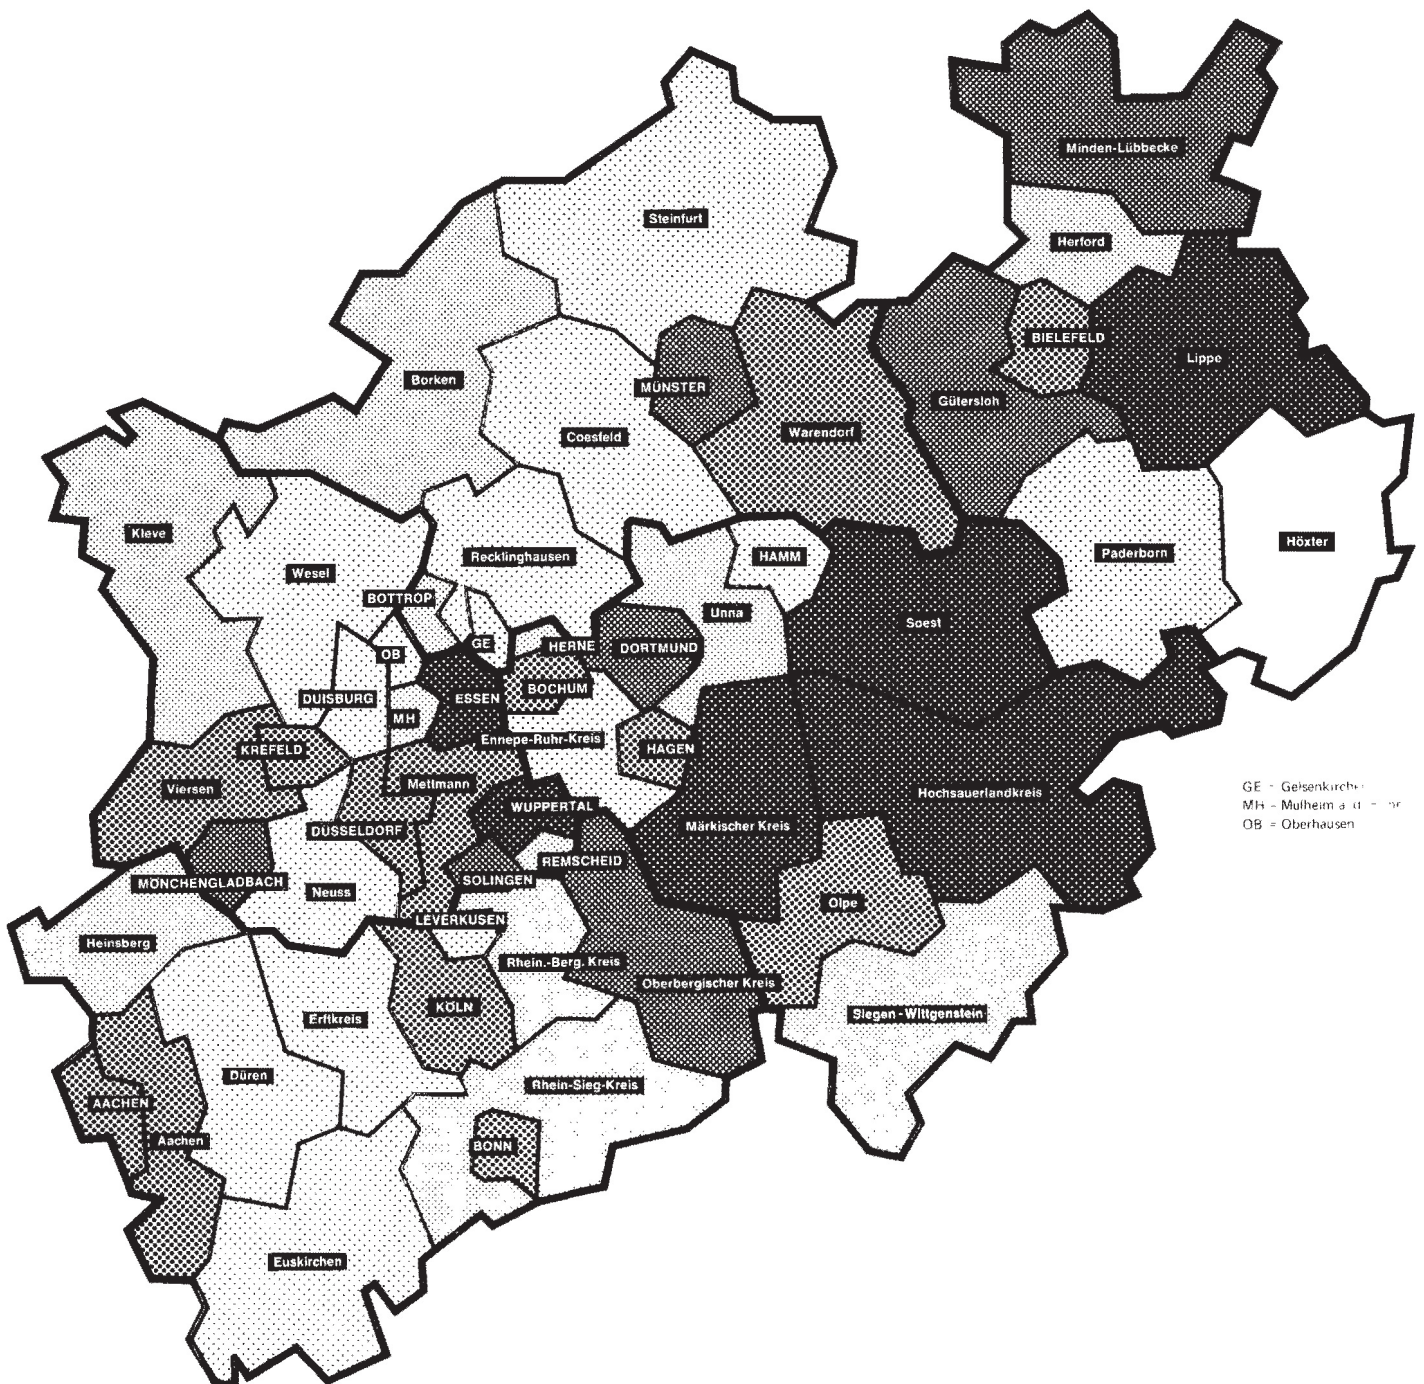 Minden-Lübbecke
Steinfurt
Herford
BIELEFELD
Lippe
Borken
MÜNSTER
Gütersloh
Coesfeld
Warendorf
Kleve
Recklinghausen
HAMM
Paderborn
Höxter
Wesel
BOTTROP
Unna
Soest
GE
HERNE
DORTMUND
OB
DUISBURG
ESSEN
BOCHUM
MH
Ennepe-Ruhr-Kreis
HAGEN
KREFELD
Viersen
Mettmann
Hochsauerlandkreis
WUPPERTAL
DÜSSELDORF
Märkischer Kreis
REMSCHEID
MÖNCHENGLADBACH
Neuss
SOLINGEN
Olpe
LEVERKUSEN
Heinsberg
Rhein.-Berg. Kreis
Oberbergischer Kreis
KÖLN
Erftkreis
Siegen-Wittgenstein
Düren
Rhein-Sieg-Kreis
AACHEN
Aachen
BONN
Euskirchen
GE =
MH = Mülheim
OB = Oberhausen